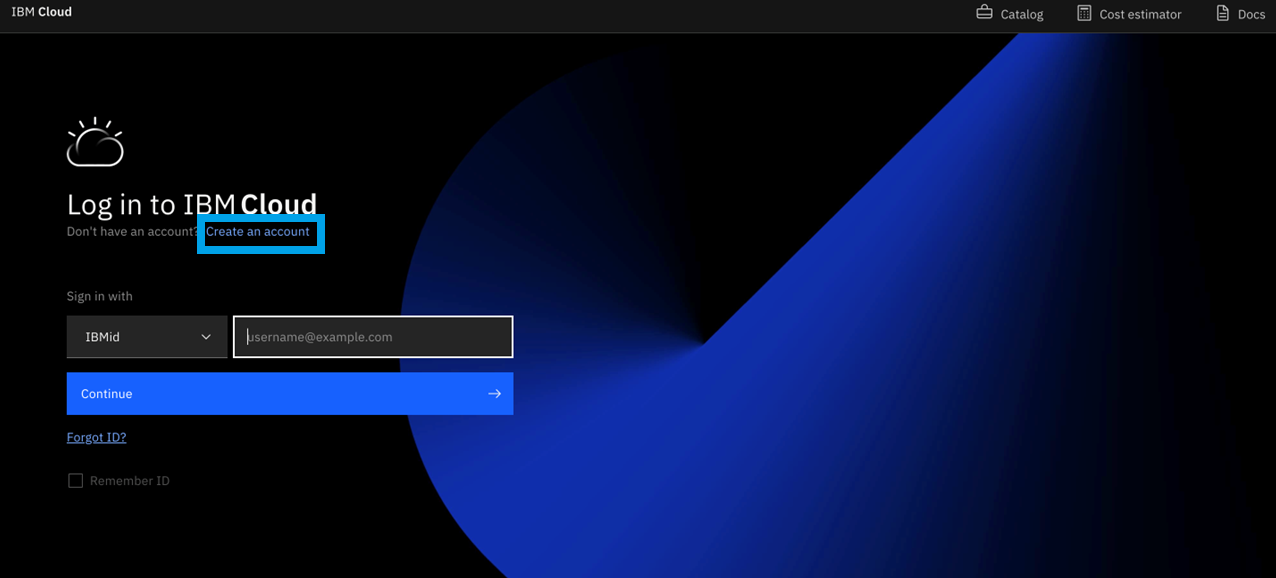 IBM Cloud
Catalog
Cost estimator
Docs
Log in to IBM Cloud
Don't have an account? Create an account
Sign in with
IBMid
username@example.com
Continue
Forgot ID?
Remember ID